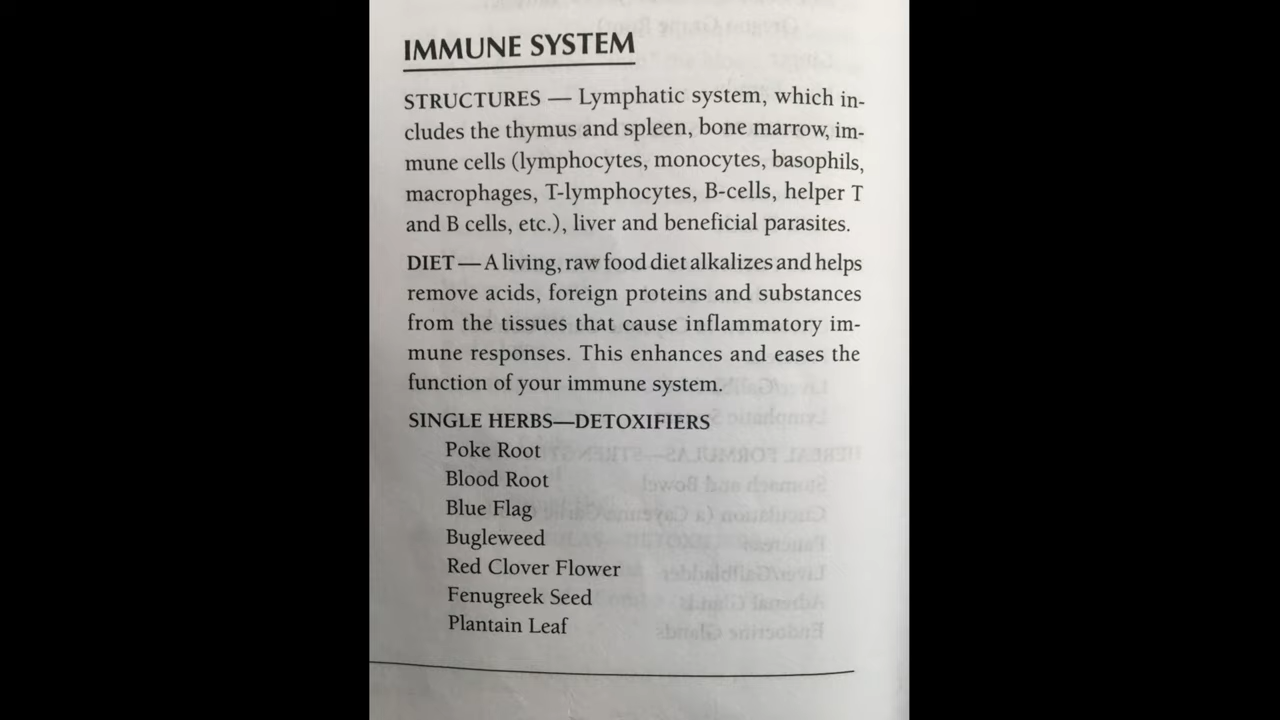 IMMUNE SYSTEM
STRUCTURES — Lymphatic system, which in-
cludes the thymus and spleen, bone marrow, im-
mune cells (lymphocytes, monocytes, basophils,
macrophages, T-lymphocytes, B-cells, helper T
and B cells, etc.), liver and beneficial parasites.
DIET — A living, raw food diet alkalizes and helps
remove acids, foreign proteins and substances
from the tissues that cause inflammatory im-
mune responses. This enhances and eases the
function of your immune system.
SINGLE HERBS—DETOXIFIERS
Poke Root
Blood Root
Blue Flag
Bugleweed
Red Clover Flower
Fenugreek Seed
Plantain Leaf